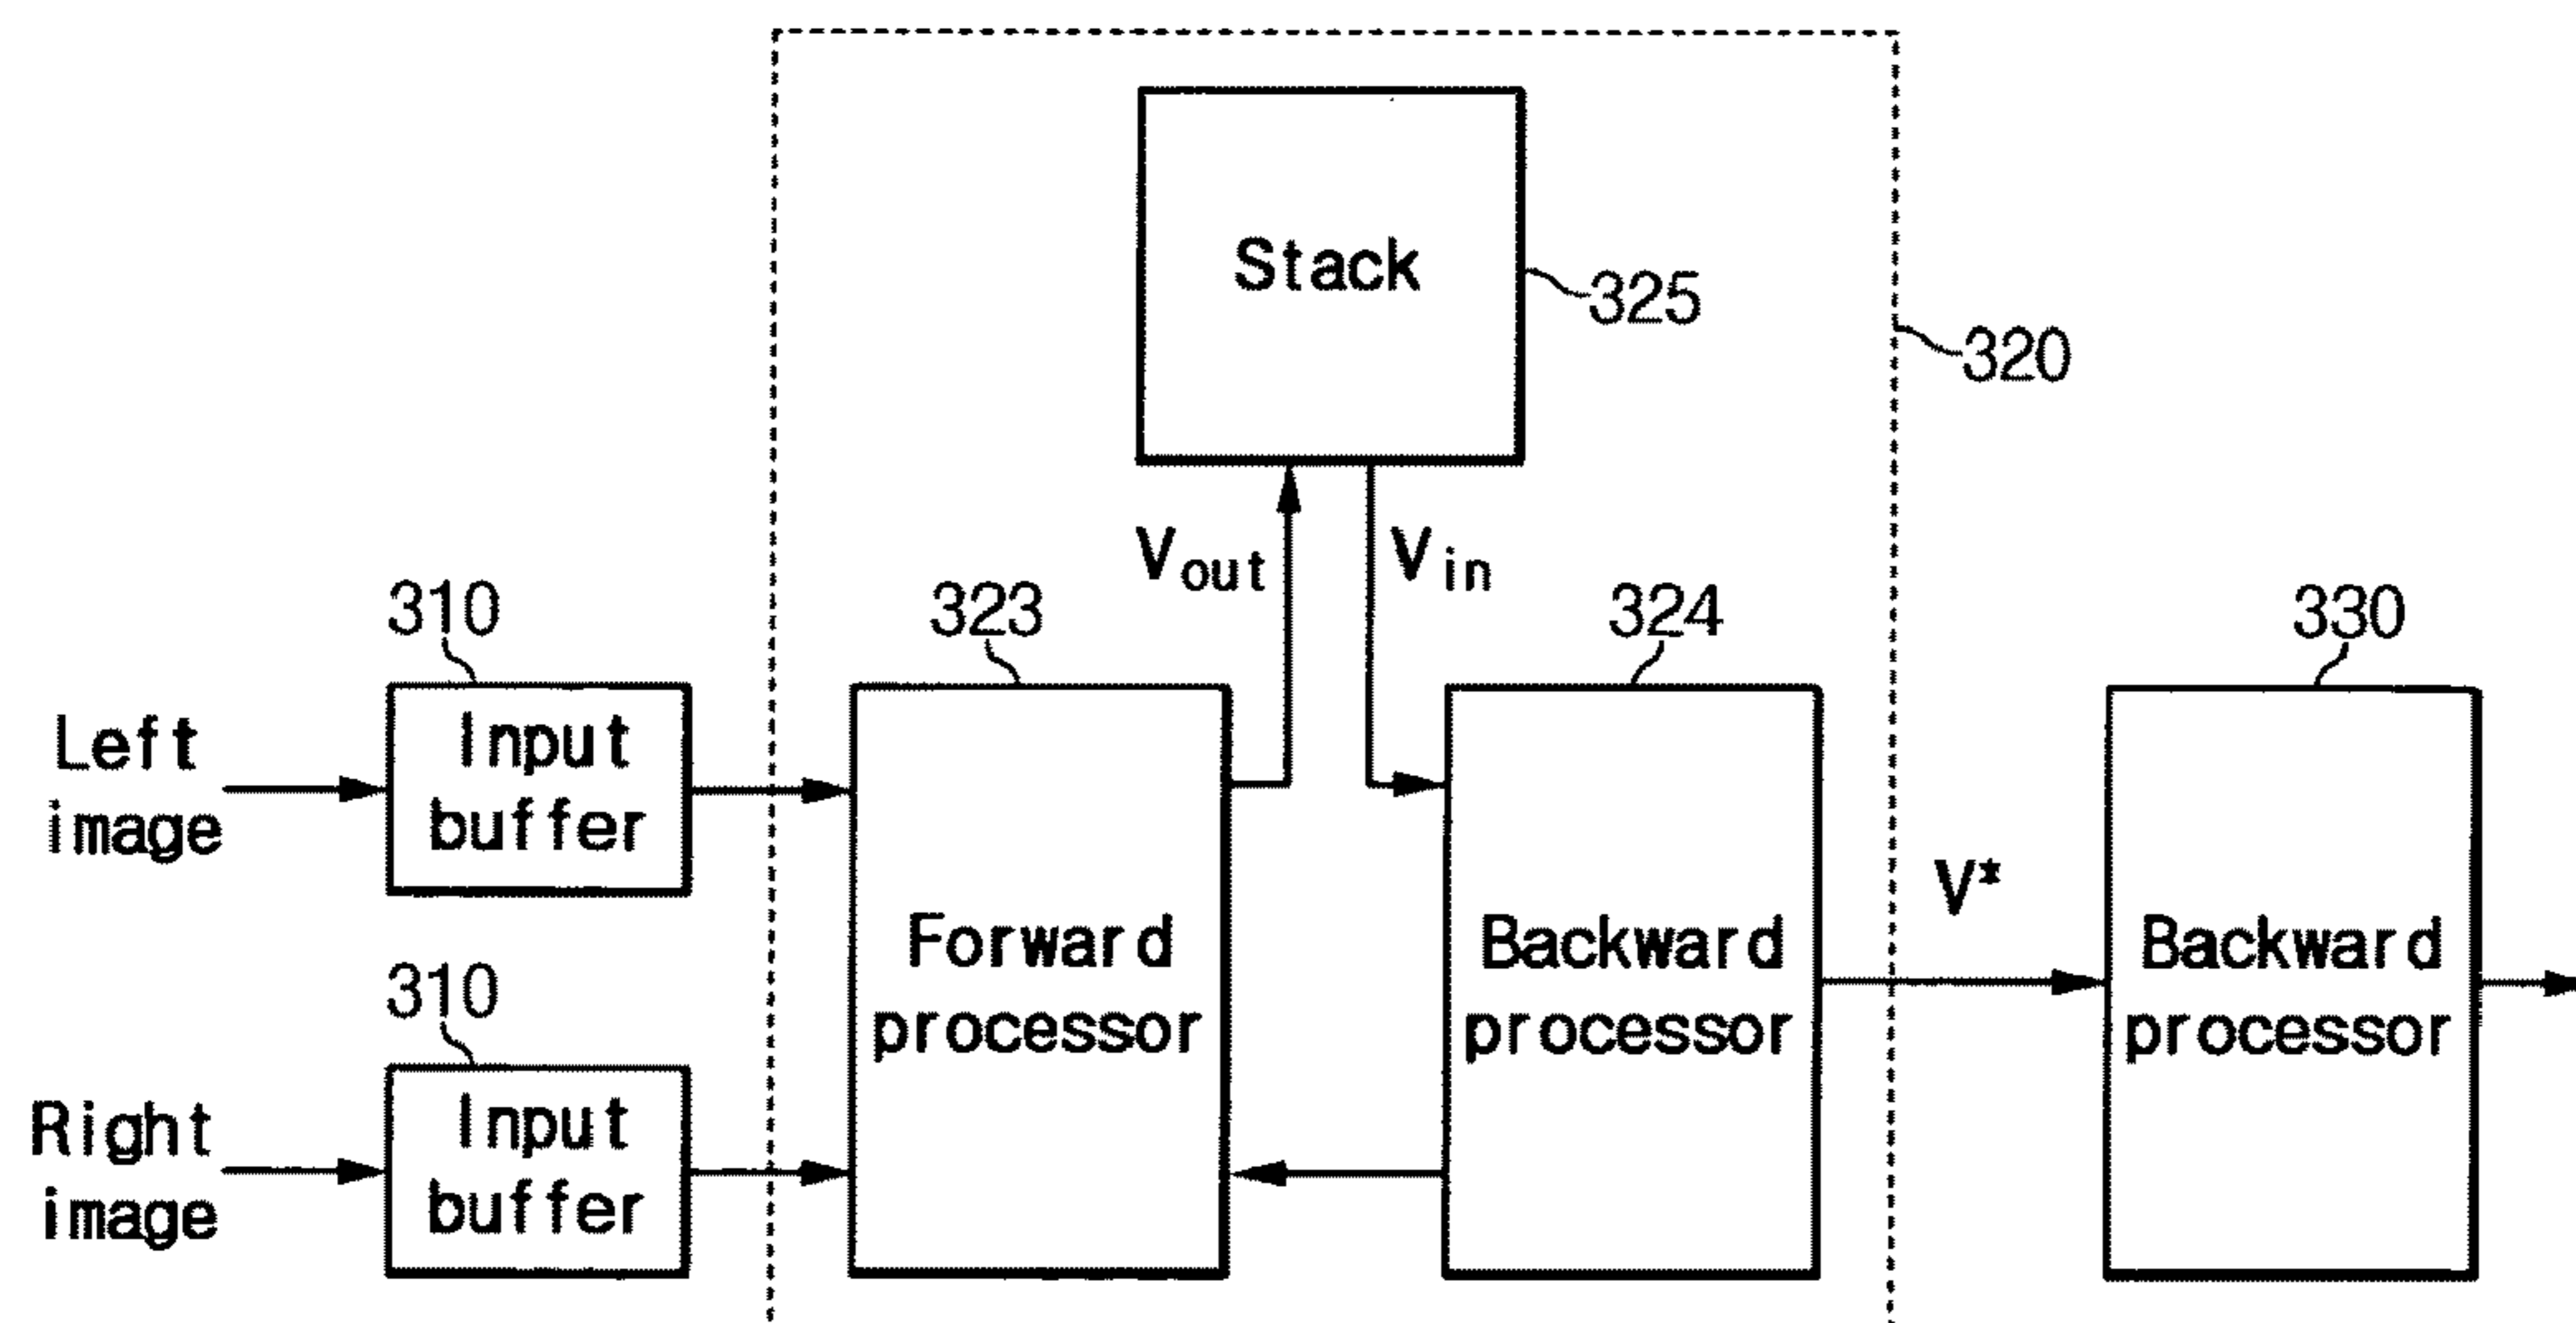 Stack
325
320
Vout
Vin
310
323
324
330
Left
image
Input
buffer
Forward
processor
Backward
processor
V*
Backward
processor
310
Right
image
Input
buffer